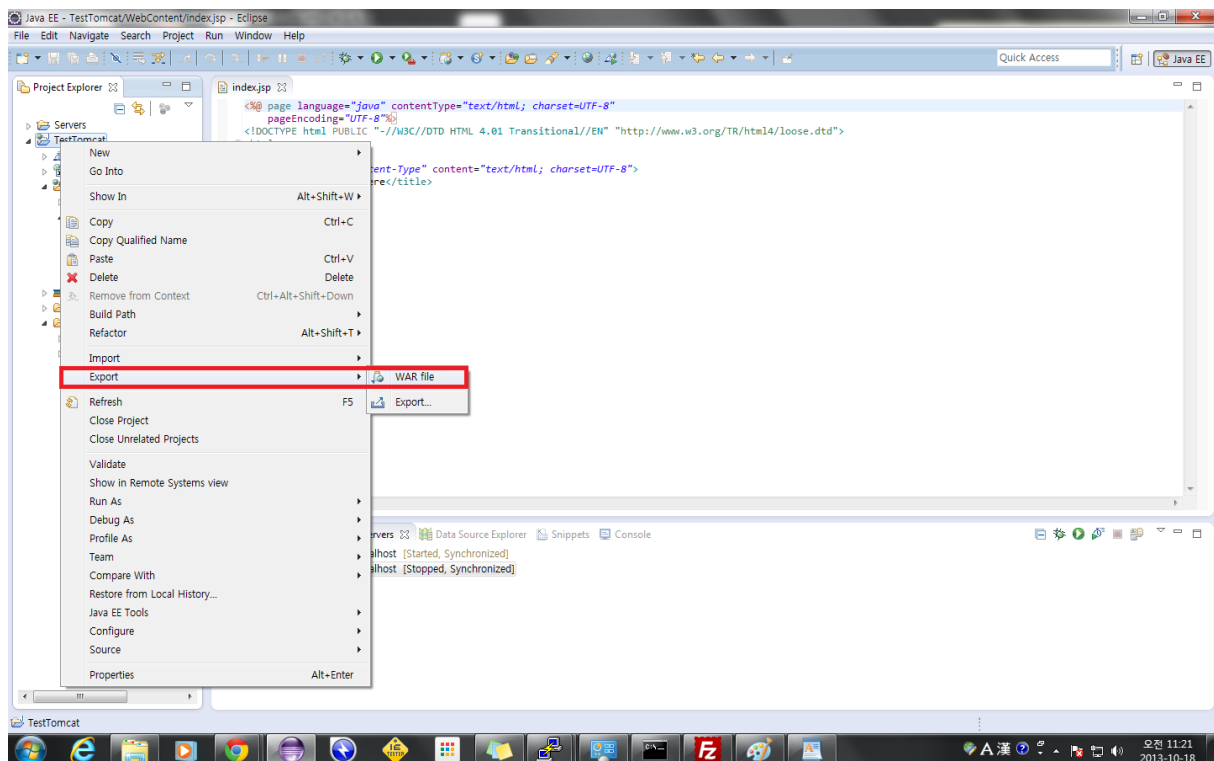 Java EE - TestTomcat/WebContent/index.jsp - Eclipse
File Edit Navigate Search Project Run Window Help
Quick Access
Java EE
Project Explorer
index.jsp
Servers
TestTomcat
<%@ page language="java" contentType="text/html; charset=UTF-8"
pageEncoding="UTF-8"%>
<!DOCTYPE html PUBLIC "-//W3C//DTD HTML 4.01 Transitional//EN" "http://www.w3.org/TR/html4/loose.dtd">
ent-Type" content="text/html; charset=UTF-8">
ere</title>
New
Go Into
Show In Alt+Shift+W
Copy Ctrl+C
Copy Qualified Name
Paste Ctrl+V
Delete Delete
Remove from Context Ctrl+Alt+Shift+Down
Build Path
Refactor Alt+Shift+T
Import
Export
WAR file
Refresh F5
Export...
Close Project
Close Unrelated Projects
Validate
Show in Remote Systems view
Run As
Debug As
Profile As
Team
Compare With
Restore from Local History...
Java EE Tools
Configure
Source
Properties Alt+Enter
ervers Data Source Explorer Snippets Console
alhost [Started, Synchronized]
alhost [Stopped, Synchronized]
TestTomcat
A 漢
오전 11:21
2013-10-18